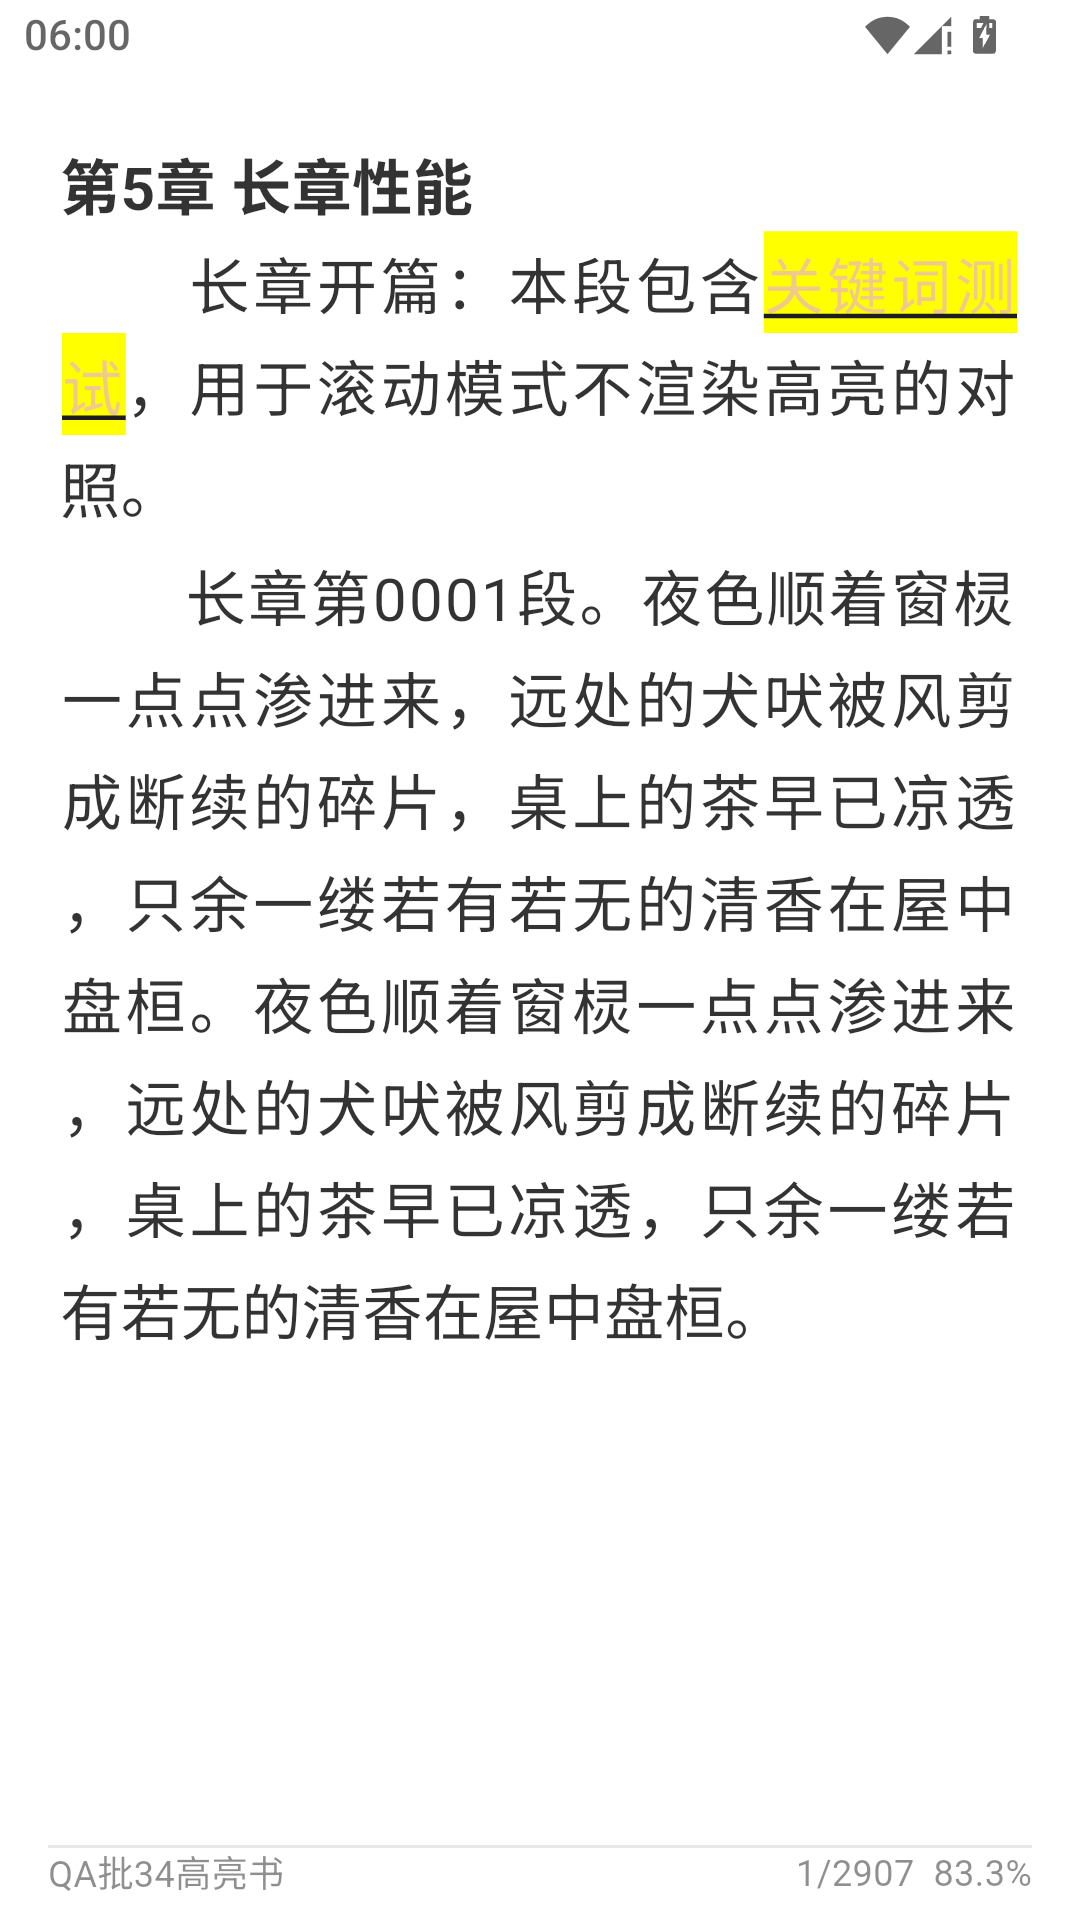 06:00
第5章 长章性能
长章开篇：本段包含关键词测
试，用于滚动模式不渲染高亮的对
照。
长章第0001段。夜色顺着窗棂
一点点渗进来，远处的犬吠被风剪
成断续的碎片，桌上的茶早已凉透
，只余一缕若有若无的清香在屋中
盘桓。夜色顺着窗棂一点点渗进来
，远处的犬吠被风剪成断续的碎片
，桌上的茶早已凉透，只余一缕若
有若无的清香在屋中盘桓。
QA批34高亮书 1/2907 83.3%